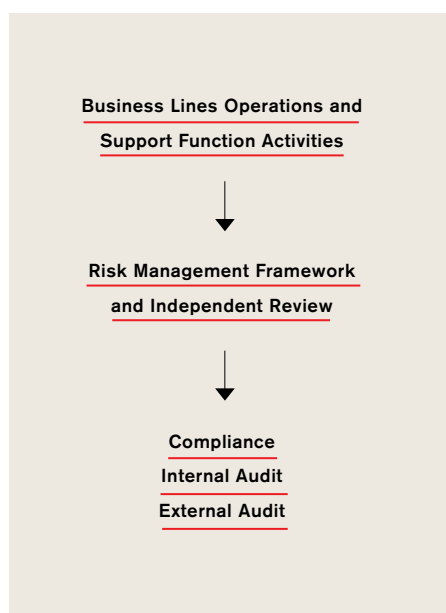 Business Lines Operations and
Support Function Activities
Risk Management Framework
and Independent Review
Compliance
Internal Audit
External Audit